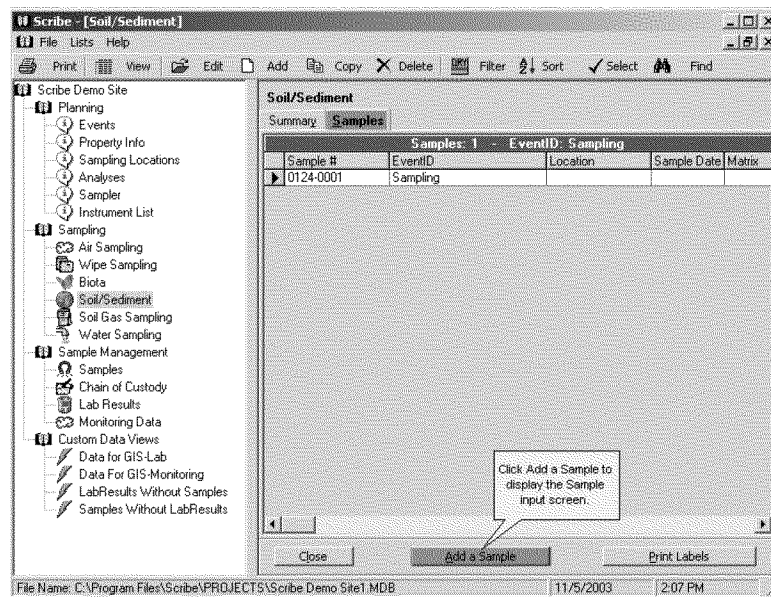 Scribe - [Soil/Sediment]
File Lists Help
Print View Edit Add Copy Delete Filter Sort Select Find
Scribe Demo Site
Planning
Events
Property Info
Sampling Locations
Analyses
Sampler
Instrument List
Sampling
Air Sampling
Wipe Sampling
Biota
Soil/Sediment
Soil Gas Sampling
Water Sampling
Sample Management
Samples
Chain of Custody
Lab Results
Monitoring Data
Custom Data Views
Data for GIS-Lab
Data For GIS-Monitoring
LabResults Without Samples
Samples Without LabResults
Soil/Sediment
Summary Samples
Samples: 1 - EventID: Sampling
Sample # EventID Location Sample Date Matrix
0124-0001 Sampling
Click Add a Sample to
display the Sample
input screen.
Close Add a Sample Print Labels
File Name: C:\Program Files\Scribe\PROJECTS\Scribe Demo Site1.MDB 11/5/2003 2:07 PM